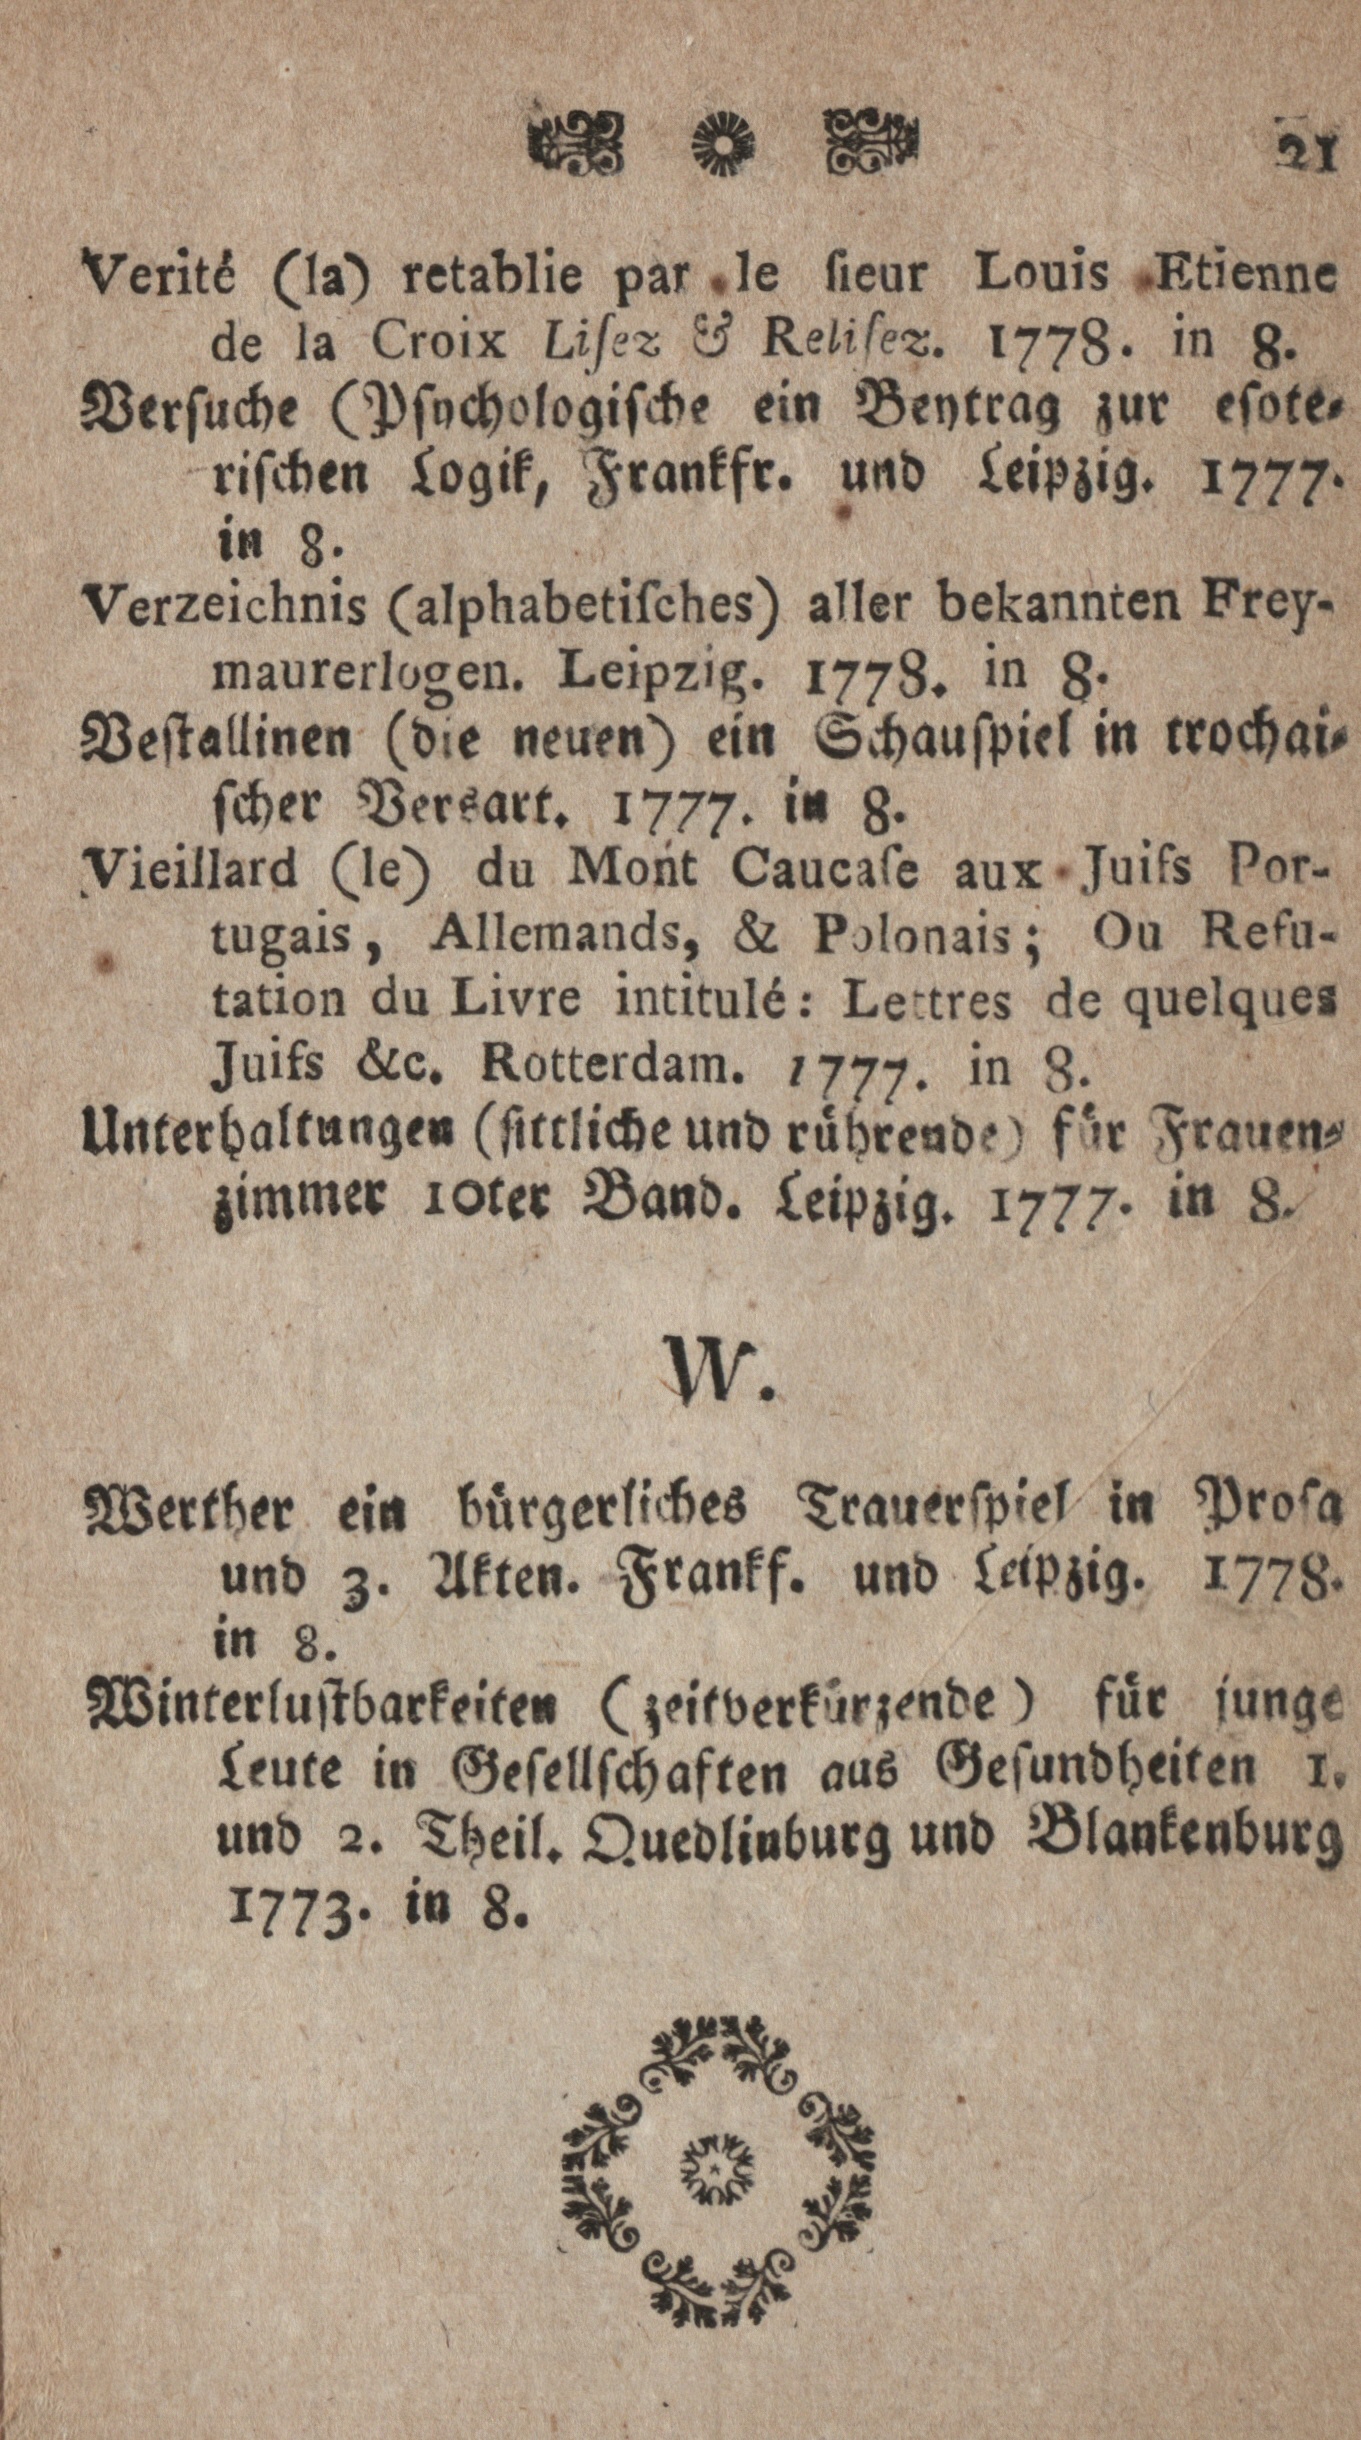 21
Verité (la) retablie par le ſieur Louis Etienne
de la Croix Liſez & Reliſez. 1778. in 8.
Verſuche (Pſychologiſche ein Beytrag zur eſote-
riſchen Logik, Frankfr. und Leipzig. 1777.
in 8.
Verzeichnis (alphabetiſches) aller bekannten Frey-
maurerlogen. Leipzig. 1778. in 8.
Veſtallinen (die neuen) ein Schauſpiel in trochai-
ſcher Versart. 1777. in 8.
Vieillard (le) du Mont Caucaſe aux Juifs Por-
tugais, Allemands, & Polonais; Ou Refu-
tation du Livre intitulé: Lettres de quelques
Juifs &c. Rotterdam. 1777. in 8.
Unterhaltungen (ſittliche und rührende) für Frauen-
zimmer 10ter Band. Leipzig. 1777. in 8.
W.
Werther ein bürgerliches Trauerſpiel in Proſa
und 3. Akten. Frankf. und Leipzig. 1778.
in 8.
Winterluſtbarkeiten (zeitverkürzende) für junge
Leute in Geſellſchaften aus Geſundheiten 1.
und 2. Theil. Quedlinburg und Blankenburg
1773. in 8.